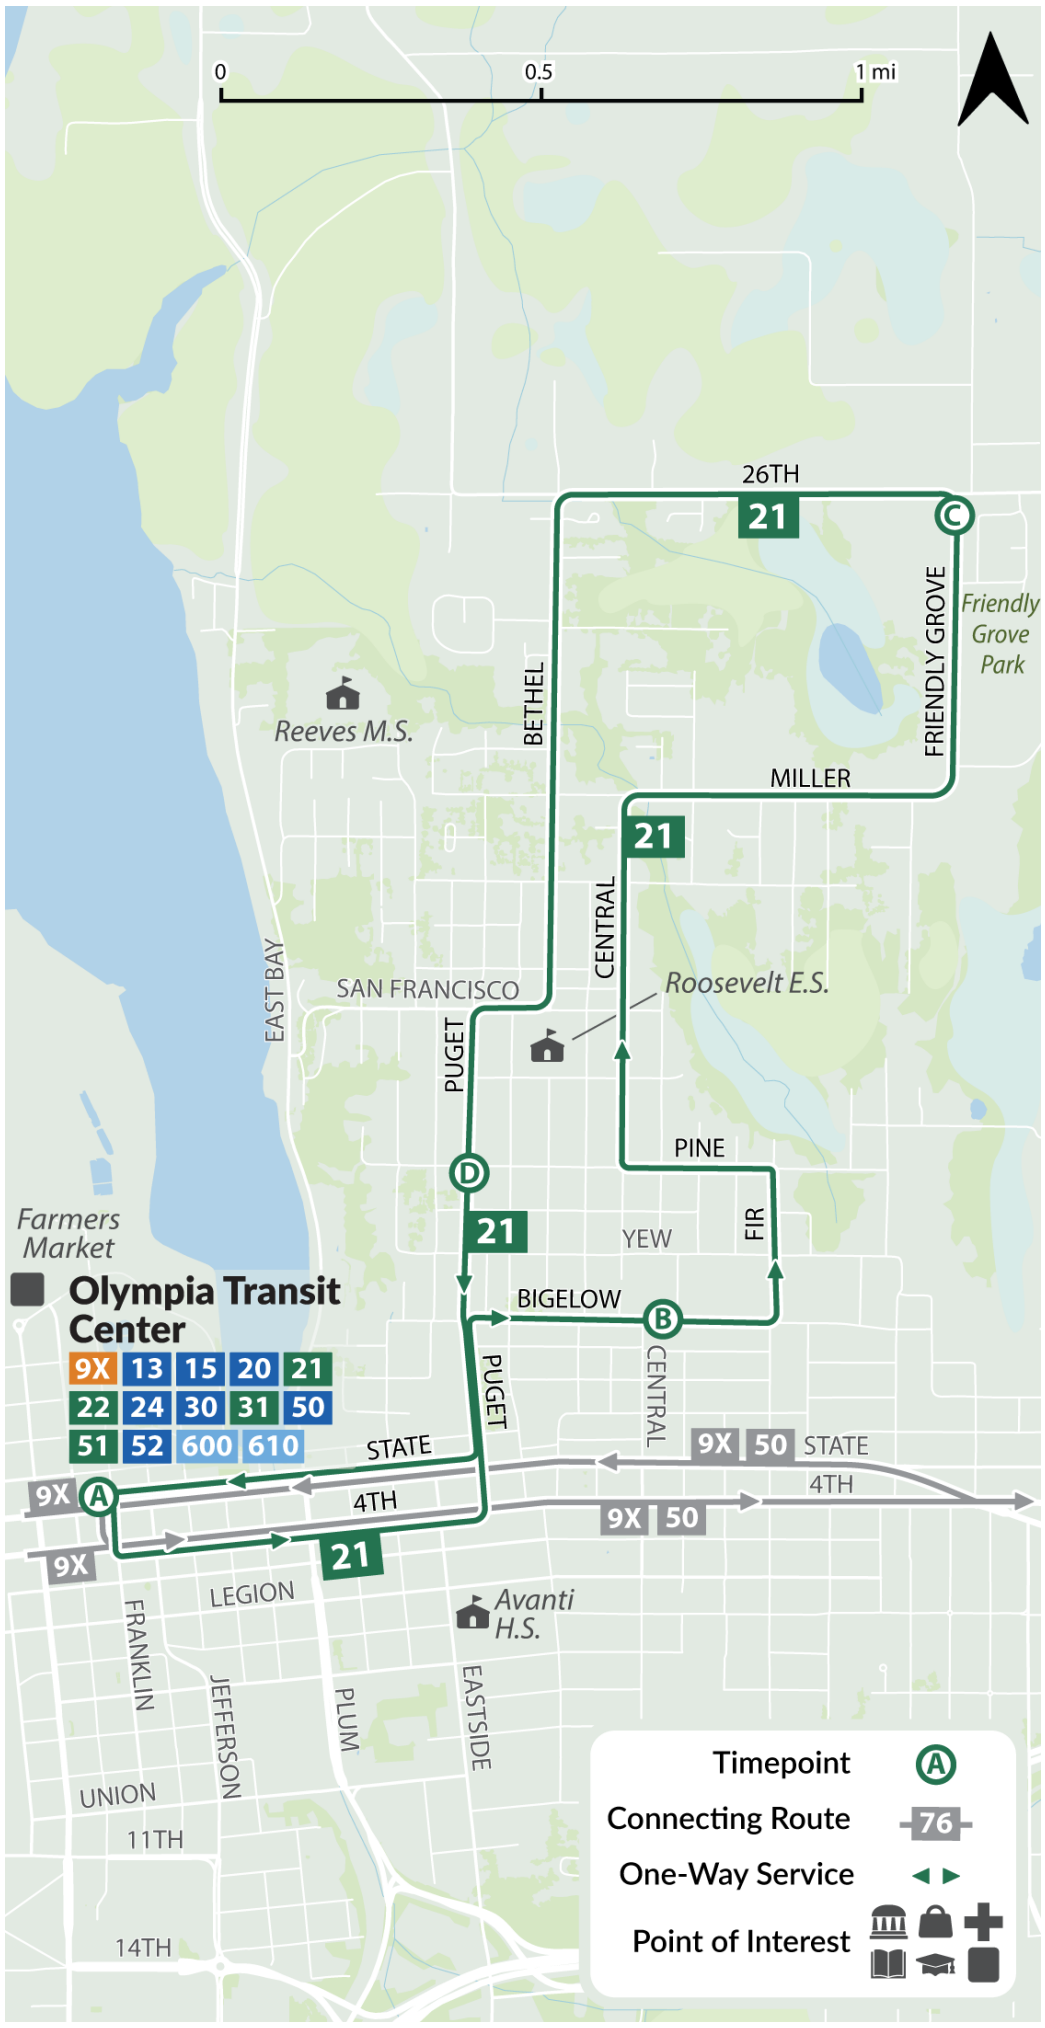 0 0.5 1 mi
26TH
21
C
FRIENDLY GROVE
Friendly
Grove
Park
BETHEL
Reeves M.S.
MILLER
21
CENTRAL
EAST BAY
SAN FRANCISCO
Roosevelt E.S.
PUGET
PINE
D
Farmers
Market
21
YEW
FIR
Olympia Transit
Center
BIGELOW
B
9X 13 15 20 21
22 24 30 31 50
51 52 600 610
PUGET
CENTRAL
STATE
9X 50 STATE
9X
A
4TH
4TH
9X 50
21
9X
LEGION
Avanti
H.S.
FRANKLIN
JEFFERSON
PLUM
EASTSIDE
UNION
11TH
14TH
Timepoint A
Connecting Route 76
One-Way Service
Point of Interest